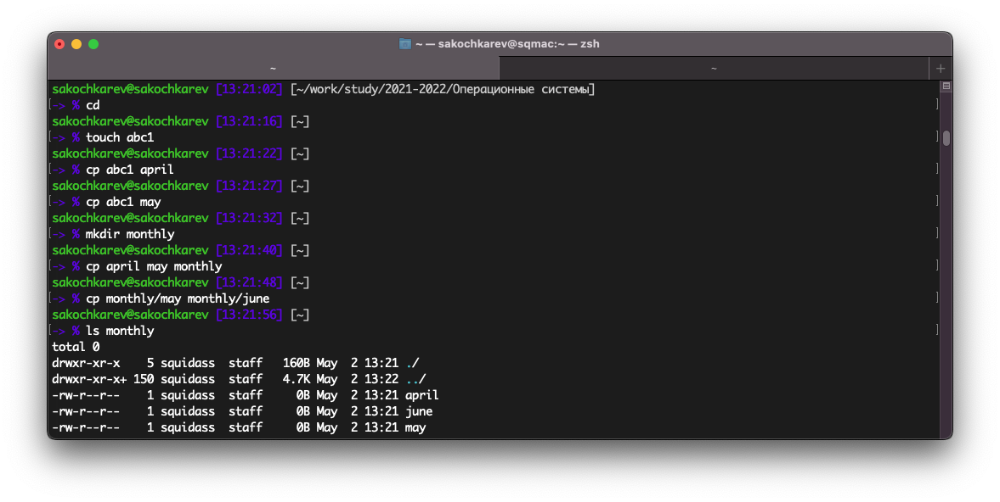 ~ — sakochkarev@sqmac:~ — zsh
~ ~ +
sakochkarev@sakochkarev [13:21:02] [~/work/study/2021-2022/Операционные системы]
[-> % cd ]
sakochkarev@sakochkarev [13:21:16] [~]
[-> % touch abc1 ]
sakochkarev@sakochkarev [13:21:22] [~]
[-> % cp abc1 april ]
sakochkarev@sakochkarev [13:21:27] [~]
[-> % cp abc1 may ]
sakochkarev@sakochkarev [13:21:32] [~]
[-> % mkdir monthly ]
sakochkarev@sakochkarev [13:21:40] [~]
[-> % cp april may monthly ]
sakochkarev@sakochkarev [13:21:48] [~]
[-> % cp monthly/may monthly/june ]
sakochkarev@sakochkarev [13:21:56] [~]
[-> % ls monthly ]
total 0
drwxr-xr-x    5 squidass  staff   160B May  2 13:21 ./
drwxr-xr-x+ 150 squidass  staff   4.7K May  2 13:22 ../
-rw-r--r--    1 squidass  staff     0B May  2 13:21 april
-rw-r--r--    1 squidass  staff     0B May  2 13:21 june
-rw-r--r--    1 squidass  staff     0B May  2 13:21 may